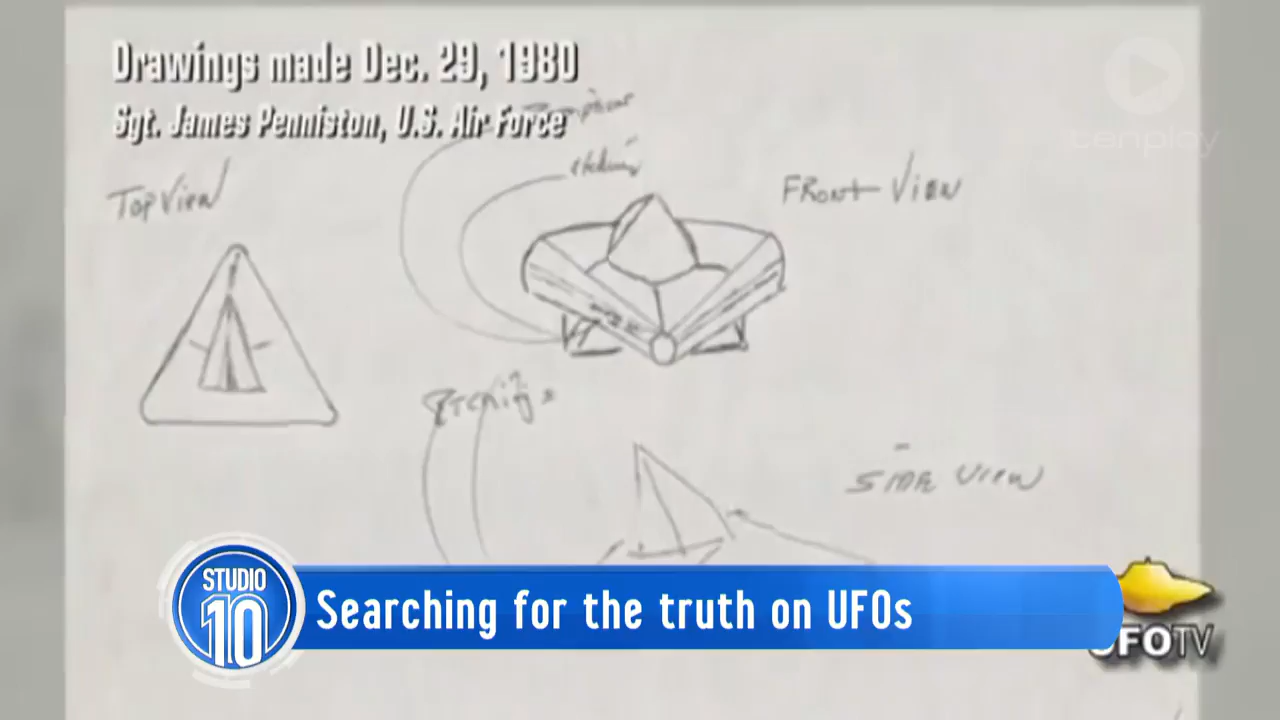 Drawings made Dec. 29, 1980
Sgt. James Penniston, U.S. Air Force
tenplay
TOP VIEW
FRONT VIEW
SIDE VIEW
STUDIO
10
Searching for the truth on UFOs
UFOTV